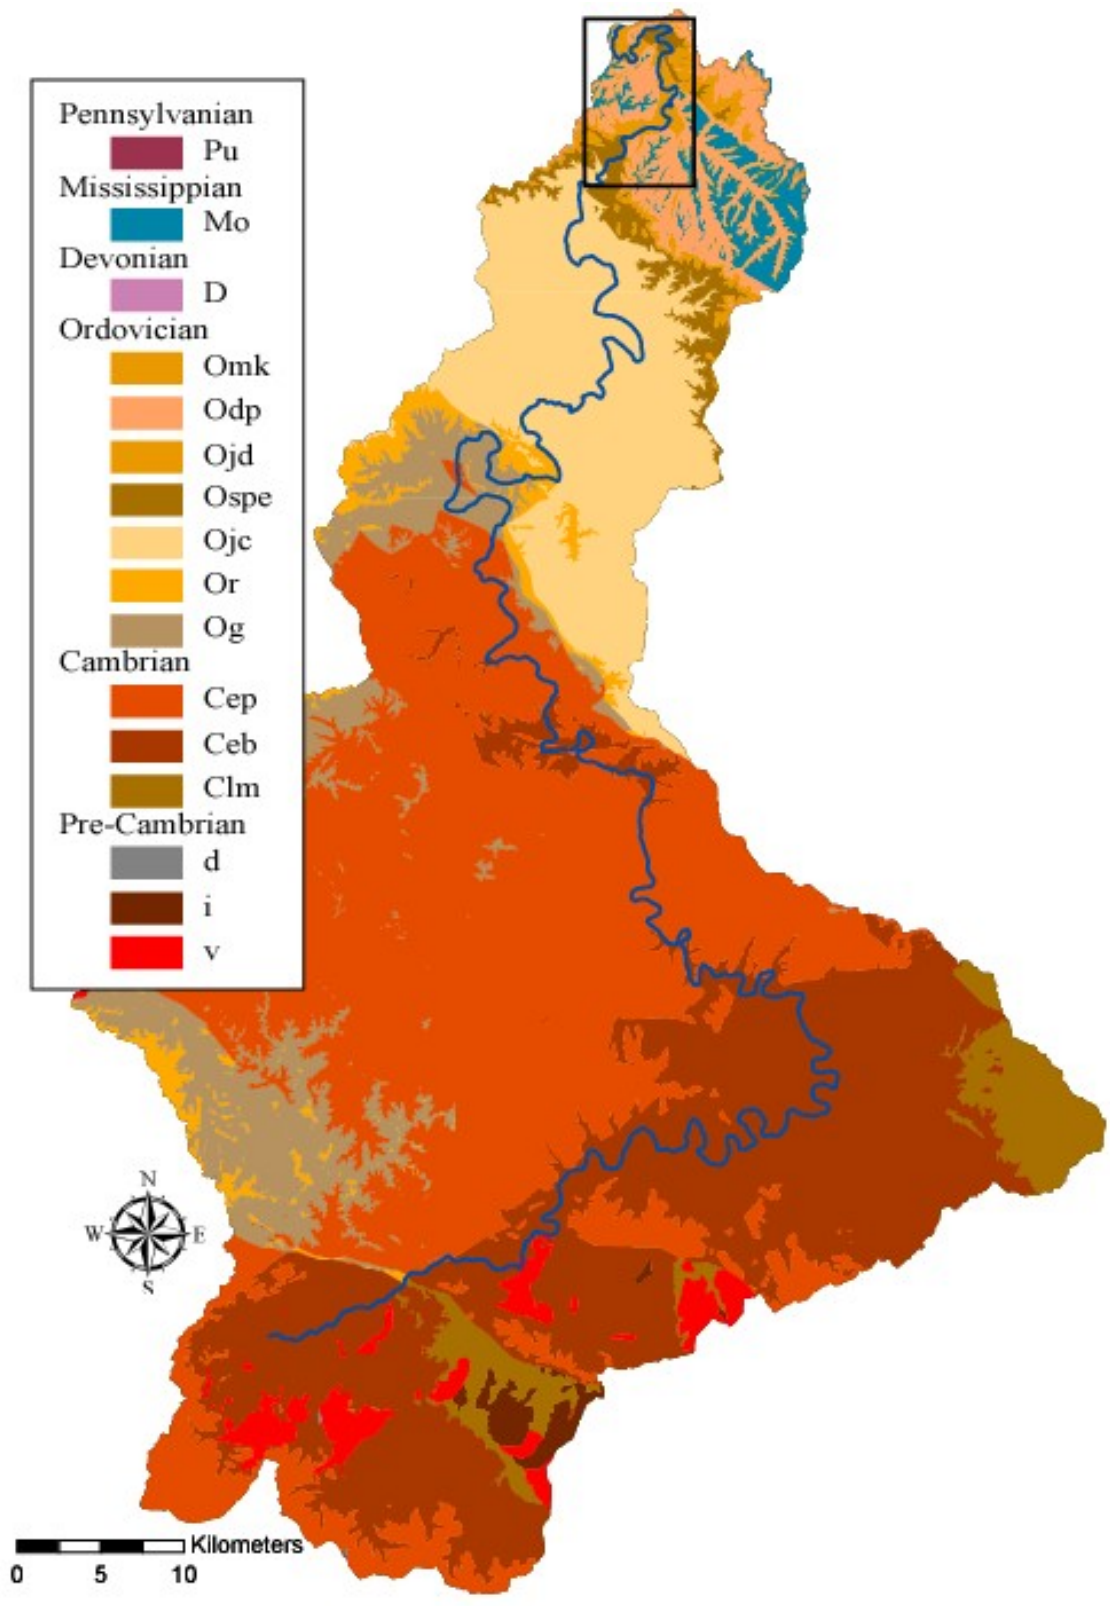 Pennsylvanian
Pu
Mississippian
Mo
Devonian
D
Ordovician
Omk
Odp
Ojd
Ospe
Ojc
Or
Og
Cambrian
Cep
Ceb
Clm
Pre-Cambrian
d
i
v
N
W E
S
Kilometers
0 5 10